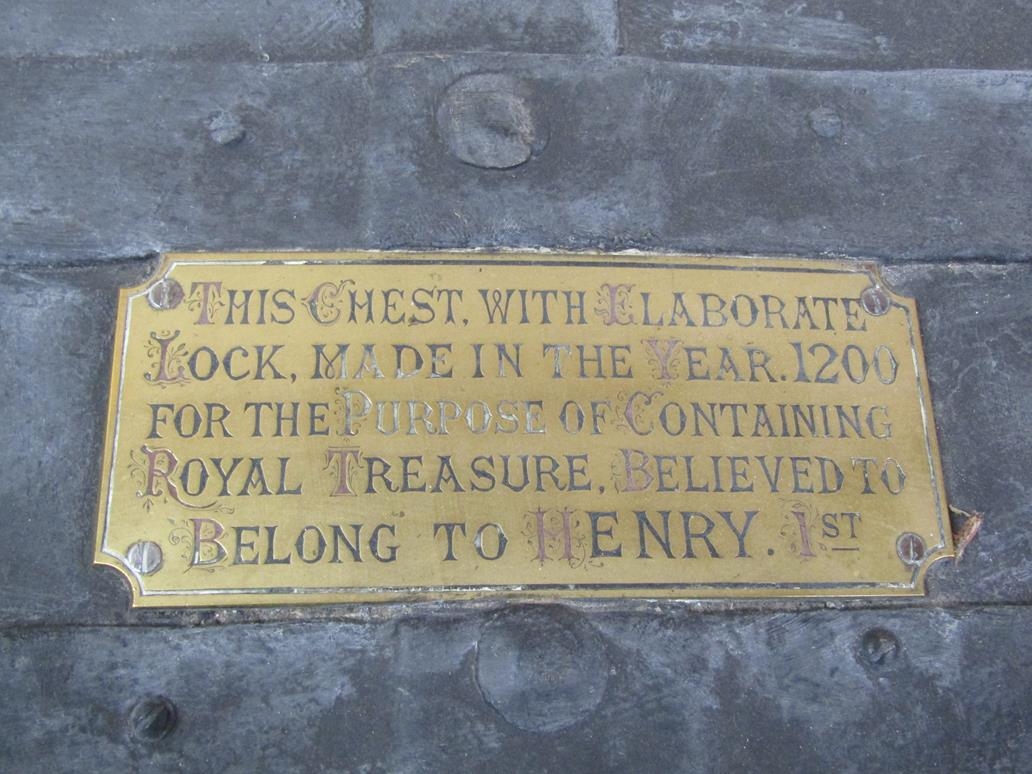 THIS CHEST, WITH ELABORATE
LOCK, MADE IN THE YEAR. 1200
FOR THE PURPOSE OF CONTAINING
ROYAL TREASURE, BELIEVED TO
BELONG TO HENRY. 1ST